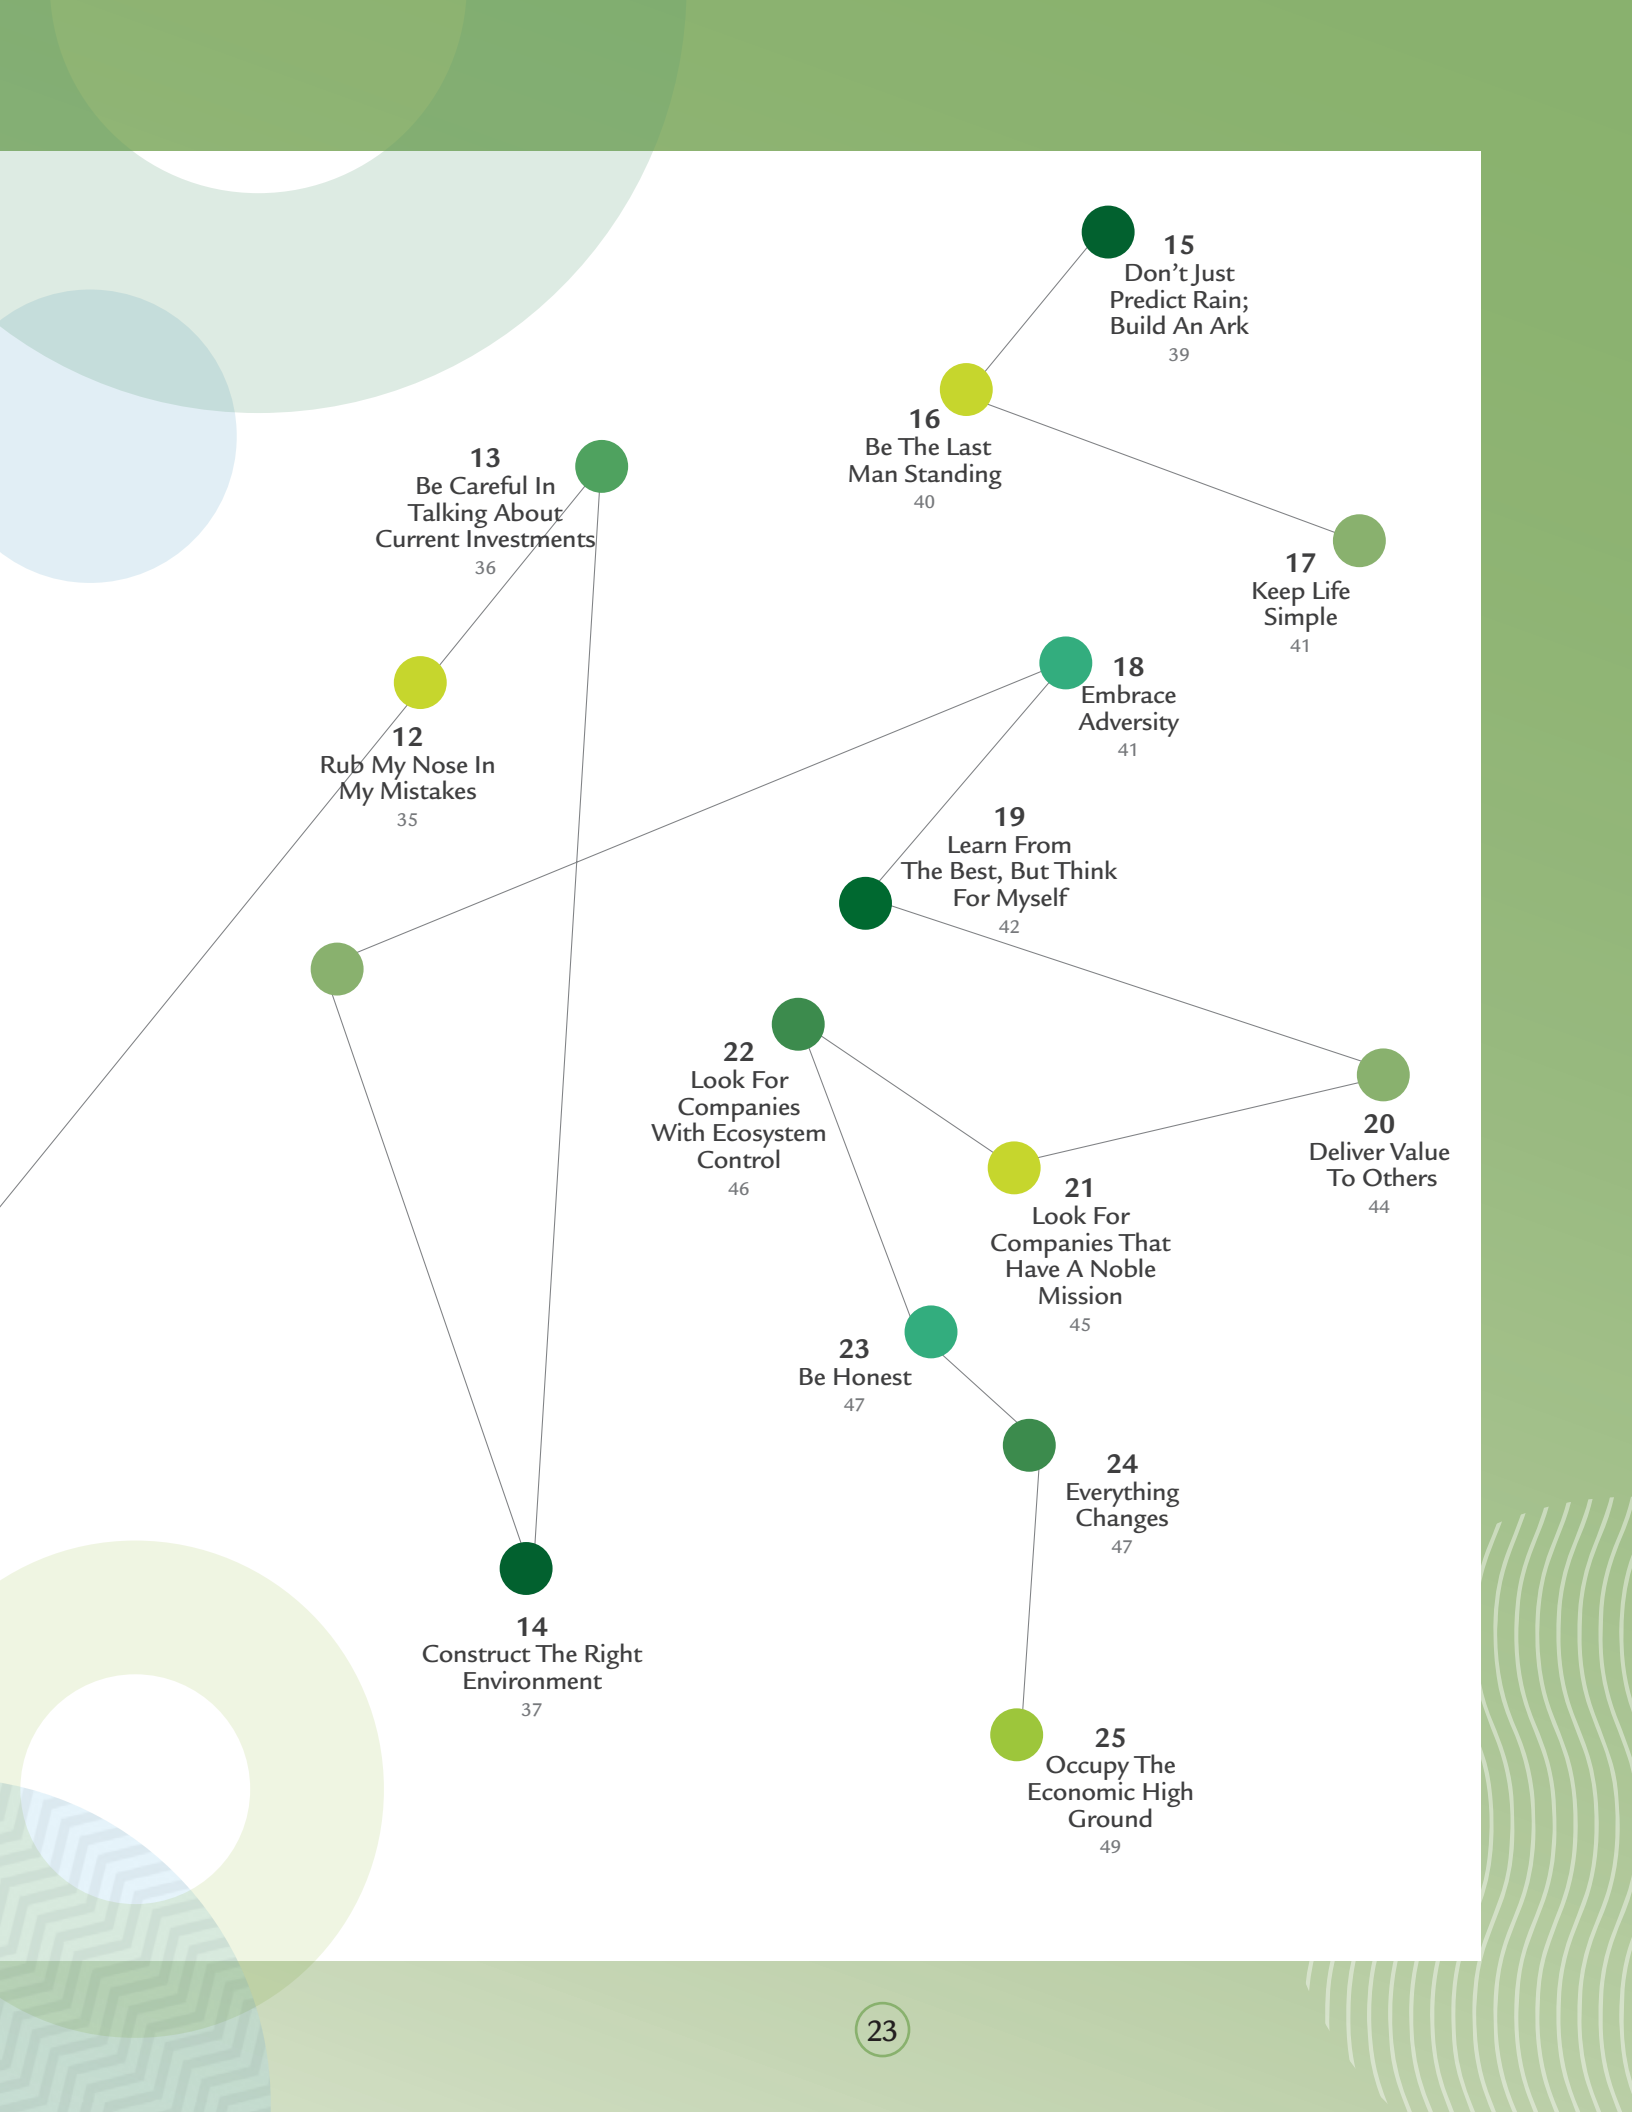 12
Rub My Nose In
My Mistakes
35
13
Be Careful In
Talking About
Current Investments
36
14
Construct The Right
Environment
37
15
Don’t Just
Predict Rain;
Build An Ark
39
16
Be The Last
Man Standing
40
17
Keep Life
Simple
41
18
Embrace
Adversity
41
19
Learn From
The Best, But Think
For Myself
42
20
Deliver Value
To Others
44
21
Look For
Companies That
Have A Noble
Mission
45
22
Look For
Companies
With Ecosystem
Control
46
23
Be Honest
47
24
Everything
Changes
47
25
Occupy The
Economic High
Ground
49
23